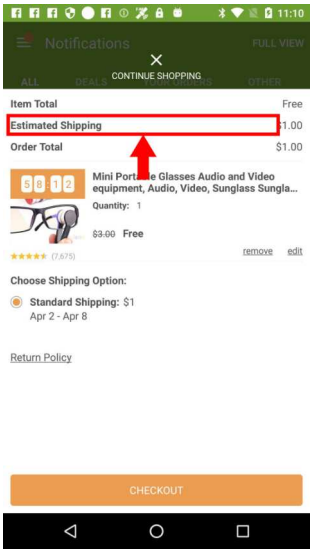 11:10
Notifications
FULL VIEW
CONTINUE SHOPPING
ALL DEALS YOUR ORDERS OTHER
Item Total Free
Estimated Shipping $1.00
Order Total $1.00
58 12
Mini Portable Glasses Audio and Video
equipment, Audio, Video, Sunglass Sungla...
Quantity: 1
$3.00 Free
(7,675)
remove edit
Choose Shipping Option:
Standard Shipping: $1
Apr 2 - Apr 8
Return Policy
CHECKOUT